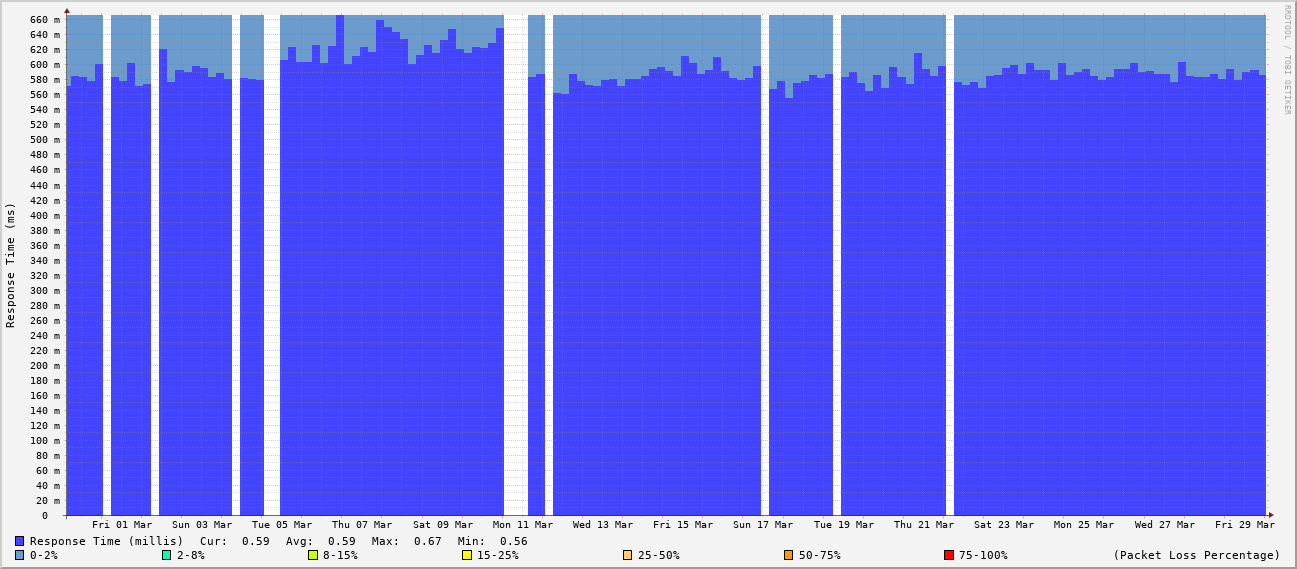 RRDTOOL / TOBI OETIKER
Response Time (ms)
660 m
640 m
620 m
600 m
580 m
560 m
540 m
520 m
500 m
480 m
460 m
440 m
420 m
400 m
380 m
360 m
340 m
320 m
300 m
280 m
260 m
240 m
220 m
200 m
180 m
160 m
140 m
120 m
100 m
80 m
60 m
40 m
20 m
0
Fri 01 Mar Sun 03 Mar Tue 05 Mar Thu 07 Mar Sat 09 Mar Mon 11 Mar Wed 13 Mar Fri 15 Mar Sun 17 Mar Tue 19 Mar Thu 21 Mar Sat 23 Mar Mon 25 Mar Wed 27 Mar Fri 29 Mar
Response Time (millis) Cur: 0.59 Avg: 0.59 Max: 0.67 Min: 0.56
0-2% 2-8% 8-15% 15-25% 25-50% 50-75% 75-100% (Packet Loss Percentage)